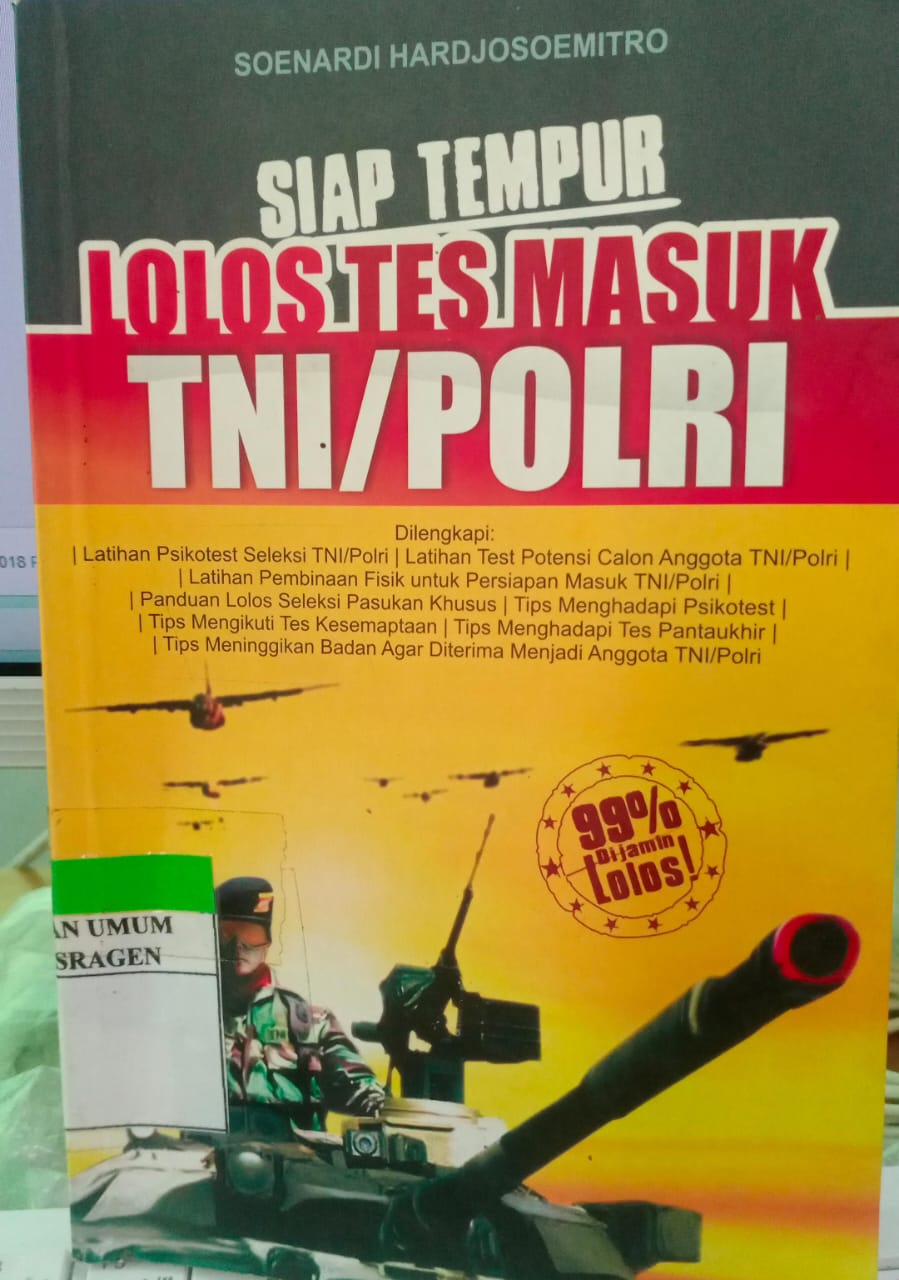 SOENARDI HARDJOSOEMITRO
SIAP TEMPUR
LOLOS TES MASUK
TNI/POLRI
Dilengkapi:
| Latihan Psikotest Seleksi TNI/Polri | Latihan Test Potensi Calon Anggota TNI/Polri |
| Latihan Pembinaan Fisik untuk Persiapan Masuk TNI/Polri |
| Panduan Lolos Seleksi Pasukan Khusus | Tips Menghadapi Psikotest |
| Tips Mengikuti Tes Kesemaptaan | Tips Menghadapi Tes Pantaukhir |
| Tips Meninggikan Badan Agar Diterima Menjadi Anggota TNI/Polri
99%
Dijamin
Lolos!
AN UMUM
SRAGEN
TNI
018